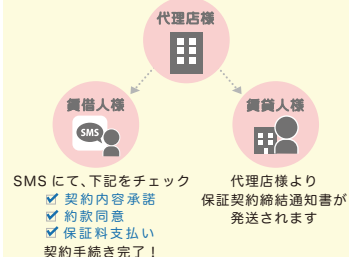 代理店様
賃借人様
賃貸人様
SMS
SMS にて、下記をチェック
契約内容承諾
約款同意
保証料支払い
契約手続き完了！
代理店様より
保証契約締結通知書が
発送されます